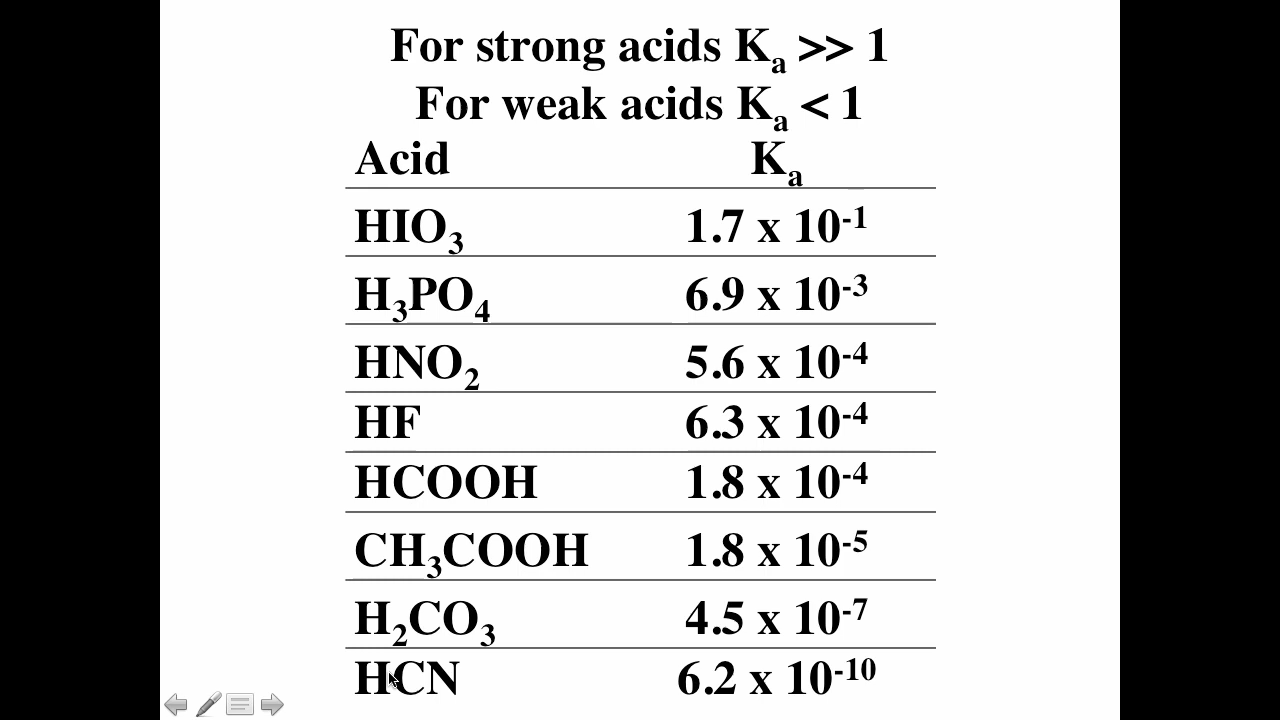 For strong acids Kₐ >> 1
For weak acids Kₐ < 1
Acid Kₐ
HIO₃ 1.7 x 10⁻¹
H₃PO₄ 6.9 x 10⁻³
HNO₂ 5.6 x 10⁻⁴
HF 6.3 x 10⁻⁴
HCOOH 1.8 x 10⁻⁴
CH₃COOH 1.8 x 10⁻⁵
H₂CO₃ 4.5 x 10⁻⁷
HCN 6.2 x 10⁻¹⁰